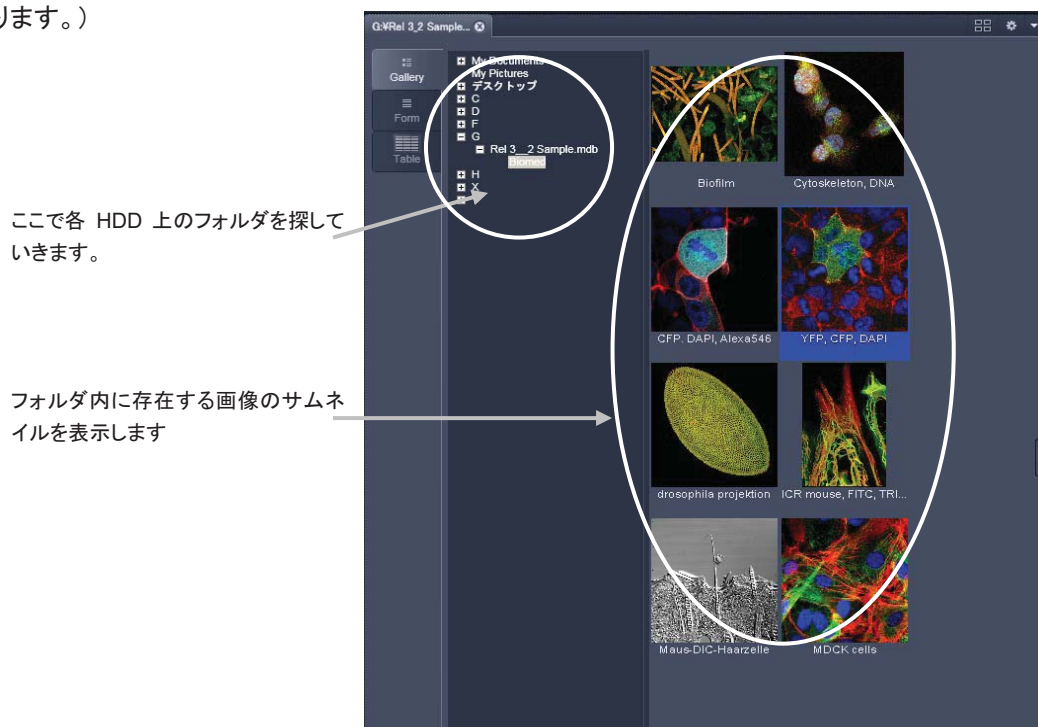 ります。)
G:¥Rel 3_2 Sample...
Gallery
Form
Table
My Documents
My Pictures
デスクトップ
C
D
F
G
Rel 3__2 Sample.mdb
Biomed
H
X
ここで各 HDD 上のフォルダを探して
いきます。
フォルダ内に存在する画像のサムネ
イルを表示します
Biofilm
Cytoskeleton, DNA
CFP. DAPI, Alexa546
YFP, CFP, DAPI
drosophila projektion
ICR mouse, FITC, TRI...
Maus-DIC-Haarzelle
MDCK cells